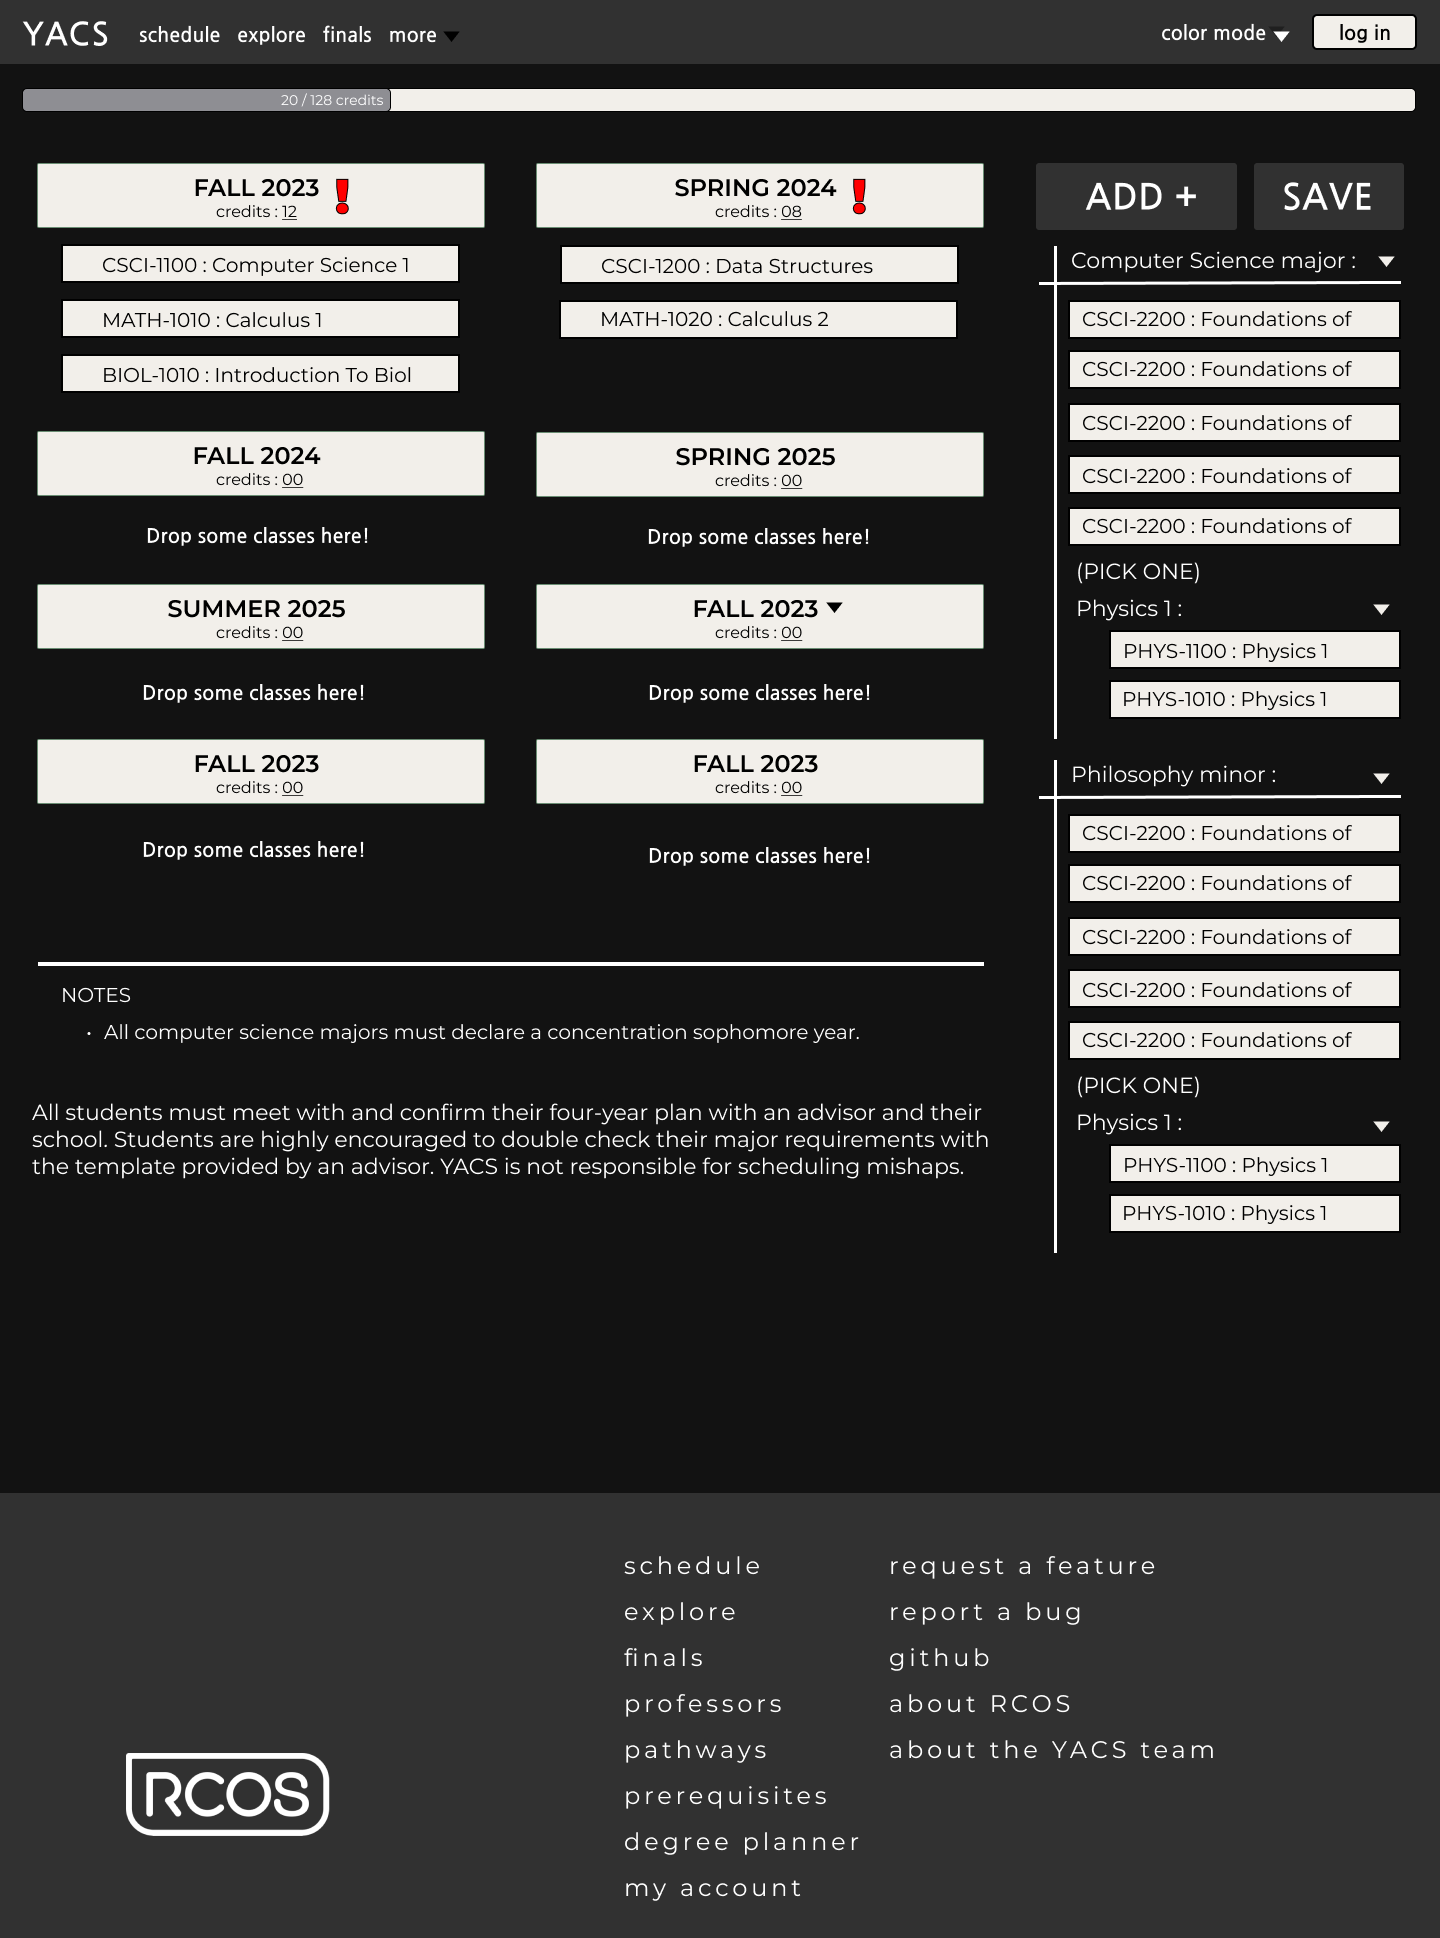 YACS schedule explore finals more color mode log in
20 / 128 credits
FALL 2023
credits : 12
CSCI-1100 : Computer Science 1
MATH-1010 : Calculus 1
BIOL-1010 : Introduction To Biol
SPRING 2024
credits : 08
CSCI-1200 : Data Structures
MATH-1020 : Calculus 2
FALL 2024
credits : 00
Drop some classes here!
SPRING 2025
credits : 00
Drop some classes here!
SUMMER 2025
credits : 00
Drop some classes here!
FALL 2023
credits : 00
Drop some classes here!
FALL 2023
credits : 00
Drop some classes here!
FALL 2023
credits : 00
Drop some classes here!
NOTES
• All computer science majors must declare a concentration sophomore year.
All students must meet with and confirm their four-year plan with an advisor and their
school. Students are highly encouraged to double check their major requirements with
the template provided by an advisor. YACS is not responsible for scheduling mishaps.
ADD + SAVE
Computer Science major :
CSCI-2200 : Foundations of
CSCI-2200 : Foundations of
CSCI-2200 : Foundations of
CSCI-2200 : Foundations of
CSCI-2200 : Foundations of
(PICK ONE)
Physics 1 :
PHYS-1100 : Physics 1
PHYS-1010 : Physics 1
Philosophy minor :
CSCI-2200 : Foundations of
CSCI-2200 : Foundations of
CSCI-2200 : Foundations of
CSCI-2200 : Foundations of
CSCI-2200 : Foundations of
(PICK ONE)
Physics 1 :
PHYS-1100 : Physics 1
PHYS-1010 : Physics 1
RCOS
schedule
explore
finals
professors
pathways
prerequisites
degree planner
my account
request a feature
report a bug
github
about RCOS
about the YACS team